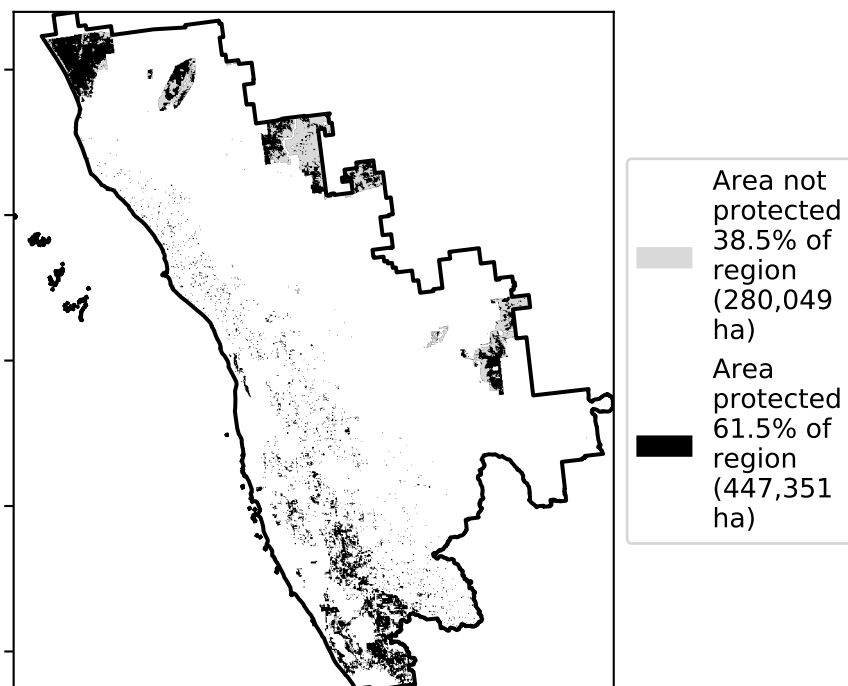 Area not
protected
38.5% of
region
(280,049
ha)
Area
protected
61.5% of
region
(447,351
ha)